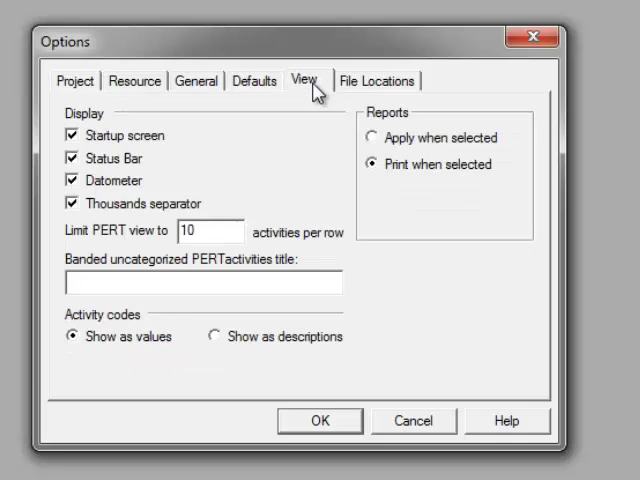 Options
Project Resource General Defaults View File Locations
Display
Startup screen
Status Bar
Datometer
Thousands separator
Limit PERT view to 10 activities per row
Banded uncategorized PERTactivities title:
Activity codes
Show as values Show as descriptions
Reports
Apply when selected
Print when selected
OK Cancel Help